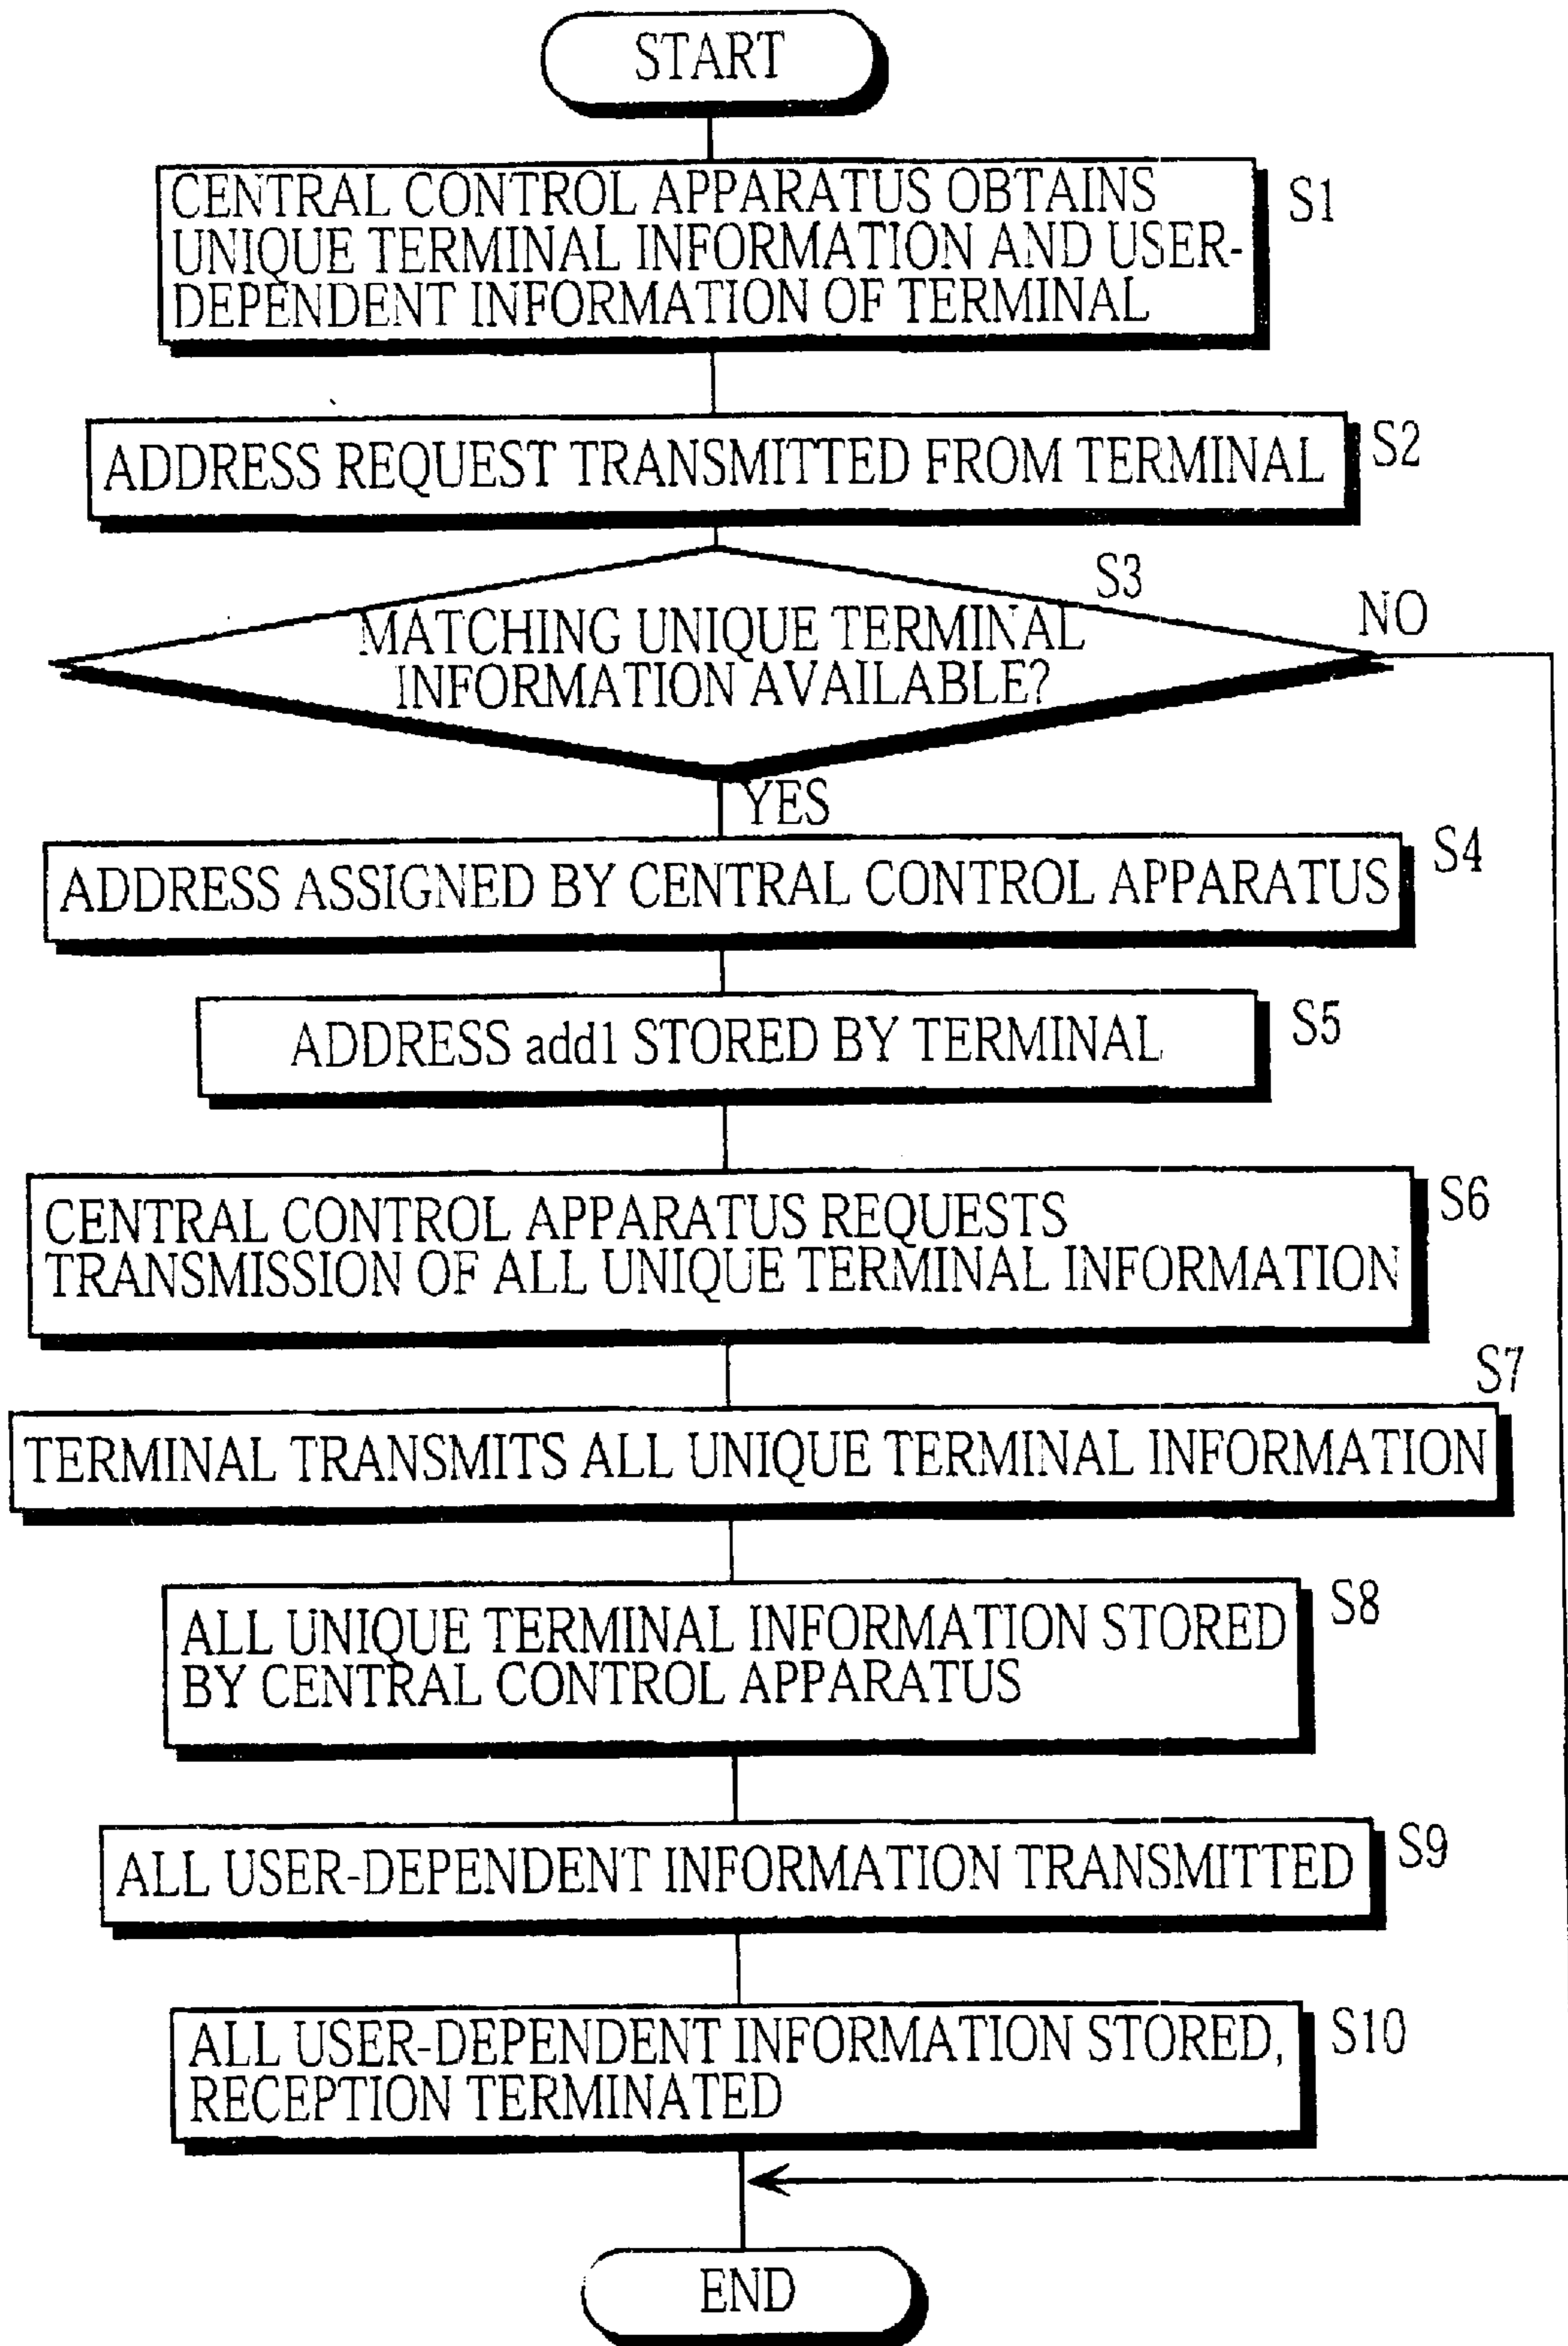 START
CENTRAL CONTROL APPARATUS OBTAINS
UNIQUE TERMINAL INFORMATION AND USER-
DEPENDENT INFORMATION OF TERMINAL
S1
ADDRESS REQUEST TRANSMITTED FROM TERMINAL
S2
S3
MATCHING UNIQUE TERMINAL
INFORMATION AVAILABLE?
NO
YES
ADDRESS ASSIGNED BY CENTRAL CONTROL APPARATUS
S4
ADDRESS add1 STORED BY TERMINAL
S5
CENTRAL CONTROL APPARATUS REQUESTS
TRANSMISSION OF ALL UNIQUE TERMINAL INFORMATION
S6
S7
TERMINAL TRANSMITS ALL UNIQUE TERMINAL INFORMATION
ALL UNIQUE TERMINAL INFORMATION STORED
BY CENTRAL CONTROL APPARATUS
S8
ALL USER-DEPENDENT INFORMATION TRANSMITTED
S9
ALL USER-DEPENDENT INFORMATION STORED,
RECEPTION TERMINATED
S10
END